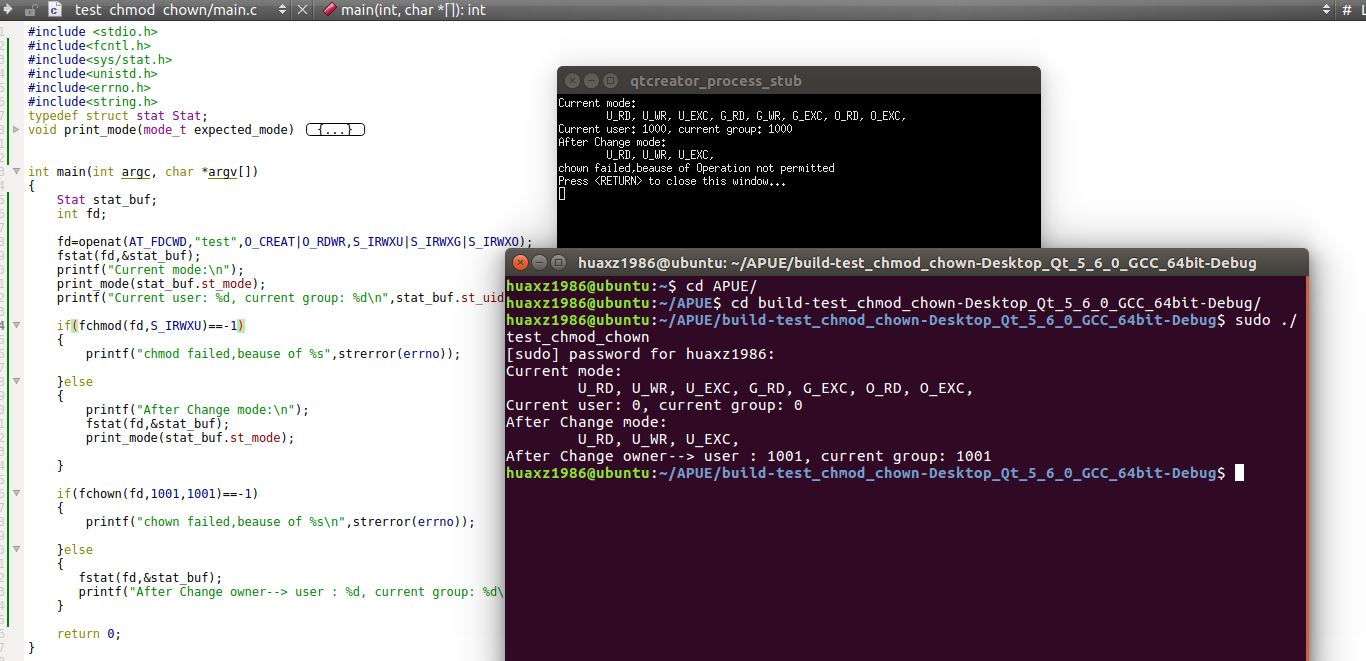 test_chmod_chown/main.c
main(int, char *[]): int
#
#include <stdio.h>
#include<fcntl.h>
#include<sys/stat.h>
#include<unistd.h>
#include<errno.h>
#include<string.h>
typedef struct stat Stat;
void print_mode(mode_t expected_mode) {...}
int main(int argc, char *argv[])
{
Stat stat_buf;
int fd;
fd=openat(AT_FDCWD,"test",O_CREAT|O_RDWR,S_IRWXU|S_IRWXG|S_IRWXO);
fstat(fd,&stat_buf);
printf("Current mode:\n");
print_mode(stat_buf.st_mode);
printf("Current user: %d, current group: %d\n",stat_buf.st_uid
if(fchmod(fd,S_IRWXU)==-1)
{
printf("chmod failed,beause of %s",strerror(errno));
}else
{
printf("After Change mode:\n");
fstat(fd,&stat_buf);
print_mode(stat_buf.st_mode);
}
if(fchown(fd,1001,1001)==-1)
{
printf("chown failed,beause of %s\n",strerror(errno));
}else
{
fstat(fd,&stat_buf);
printf("After Change owner--> user : %d, current group: %d\
}
return 0;
}
qtcreator_process_stub
Current mode:
U_RD, U_WR, U_EXC, G_RD, G_WR, G_EXC, O_RD, O_EXC,
Current user: 1000, current group: 1000
After Change mode:
U_RD, U_WR, U_EXC,
chown failed,beause of Operation not permitted
Press <RETURN> to close this window...
huaxz1986@ubuntu: ~/APUE/build-test_chmod_chown-Desktop_Qt_5_6_0_GCC_64bit-Debug
huaxz1986@ubuntu:~$ cd APUE/
huaxz1986@ubuntu:~/APUE$ cd build-test_chmod_chown-Desktop_Qt_5_6_0_GCC_64bit-Debug/
huaxz1986@ubuntu:~/APUE/build-test_chmod_chown-Desktop_Qt_5_6_0_GCC_64bit-Debug$ sudo ./
test_chmod_chown
[sudo] password for huaxz1986:
Current mode:
U_RD, U_WR, U_EXC, G_RD, G_EXC, O_RD, O_EXC,
Current user: 0, current group: 0
After Change mode:
U_RD, U_WR, U_EXC,
After Change owner--> user : 1001, current group: 1001
huaxz1986@ubuntu:~/APUE/build-test_chmod_chown-Desktop_Qt_5_6_0_GCC_64bit-Debug$